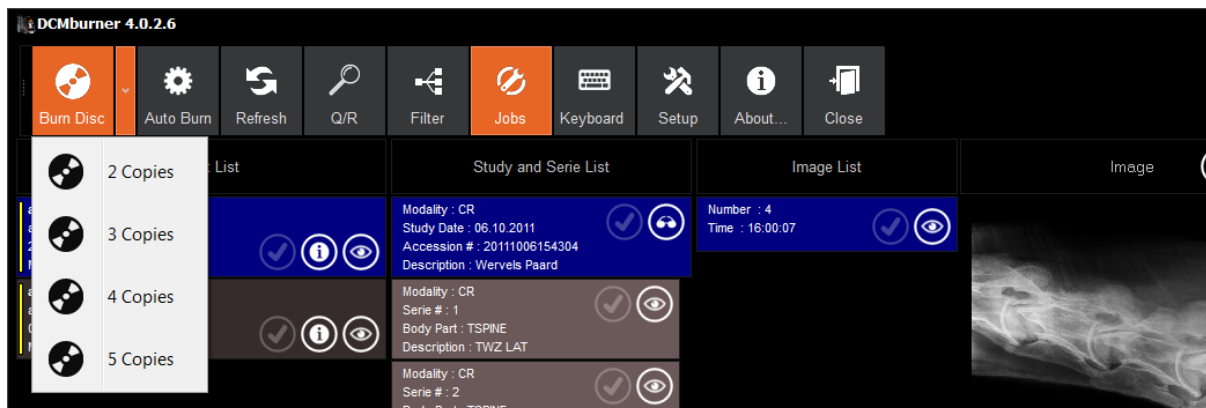 DCMburner 4.0.2.6
Burn Disc
Auto Burn
Refresh
Q/R
Filter
Jobs
Keyboard
Setup
About...
Close
2 Copies
3 Copies
4 Copies
5 Copies
List
Study and Serie List
Image List
Image
Modality : CR
Study Date : 06.10.2011
Accession # : 20111006154304
Description : Wervels Paard
Modality : CR
Serie # : 1
Body Part : TSPINE
Description : TWZ LAT
Modality : CR
Serie # : 2
Number : 4
Time : 16:00:07